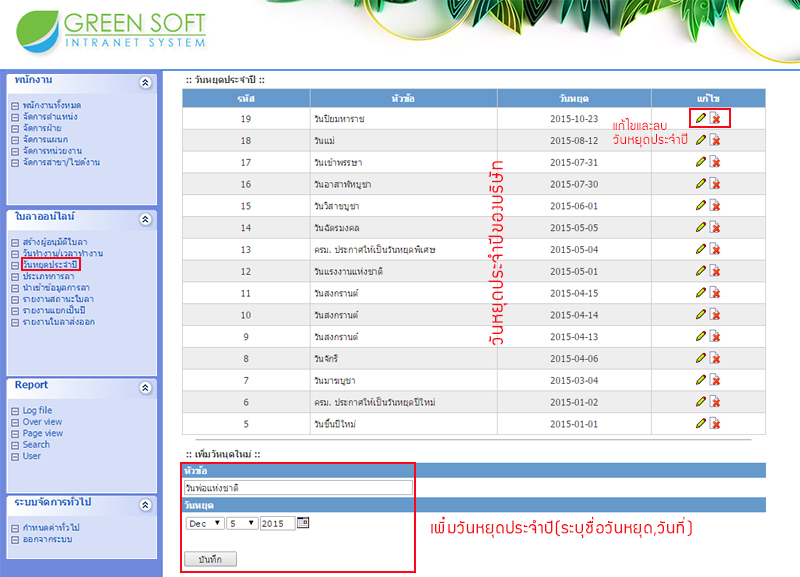 GREEN SOFT
INTRANET SYSTEM
พนักงาน
พนักงานทั้งหมด
จัดการตำแหน่ง
จัดการฝ่าย
จัดการแผนก
จัดการหน่วยงาน
จัดการสาขา/ไซต์งาน
ใบลาออนไลน์
สร้างผู้อนุมัติใบลา
วันทำงาน/เวลาทำงาน
วันหยุดประจำปี
ประเภทการลา
นำเข้าข้อมูลการลา
รายงานสถานะใบลา
รายงานแยกเป็นปี
รายงานใบลาส่งออก
Report
Log file
Over view
Page view
Search
User
ระบบจัดการทั่วไป
กำหนดค่าทั่วไป
ออกจากระบบ
:: วันหยุดประจำปี ::
รหัส หัวข้อ วันหยุด แก้ไข
19 วันปิยมหาราช 2015-10-23
18 วันแม่ 2015-08-12
17 วันเข้าพรรษา 2015-07-31
16 วันอาสาฬหบูชา 2015-07-30
15 วันวิสาขบูชา 2015-06-01
14 วันฉัตรมงคล 2015-05-05
13 ครม. ประกาศให้เป็นวันหยุดพิเศษ 2015-05-04
12 วันแรงงานแห่งชาติ 2015-05-01
11 วันสงกรานต์ 2015-04-15
10 วันสงกรานต์ 2015-04-14
9 วันสงกรานต์ 2015-04-13
8 วันจักรี 2015-04-06
7 วันมาฆบูชา 2015-03-04
6 ครม. ประกาศให้เป็นวันหยุดปีใหม่ 2015-01-02
5 วันขึ้นปีใหม่ 2015-01-01
แก้ไขและลบ
วันหยุดประจำปี
วันหยุดประจำปีของบริษัท
:: เพิ่มวันหยุดใหม่ ::
หัวข้อ
วันพ่อแห่งชาติ
วันหยุด
Dec 5 2015
บันทึก
เพิ่มวันหยุดประจำปี(ระบุชื่อวันหยุด,วันที่)